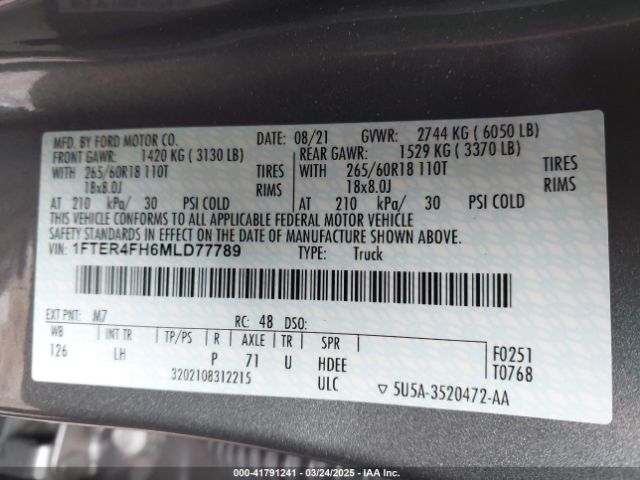 MFD. BY FORD MOTOR CO. DATE: 08/21 GVWR: 2744 KG ( 6050 LB)
FRONT GAWR: 1420 KG ( 3130 LB) REAR GAWR: 1529 KG ( 3370 LB)
WITH 265/60R18 110T TIRES WITH 265/60R18 110T TIRES
18x8.0J RIMS 18x8.0J RIMS
AT 210 kPa/ 30 PSI COLD AT 210 kPa/ 30 PSI COLD
THIS VEHICLE CONFORMS TO ALL APPLICABLE FEDERAL MOTOR VEHICLE
SAFETY STANDARDS IN EFFECT ON THE DATE OF MANUFACTURE SHOWN ABOVE.
VIN: 1FTER4FH6MLD77789 TYPE: Truck
EXT PNT: M7 RC: 48 DSO:
WB INT TR TP/PS R AXLE TR SPR
126 LH P 71 U HDEE F0251
ULC T0768
3202108312215 ▽ 5U5A-3520472-AA
000-41791241 - 03/24/2025 - IAA Inc.